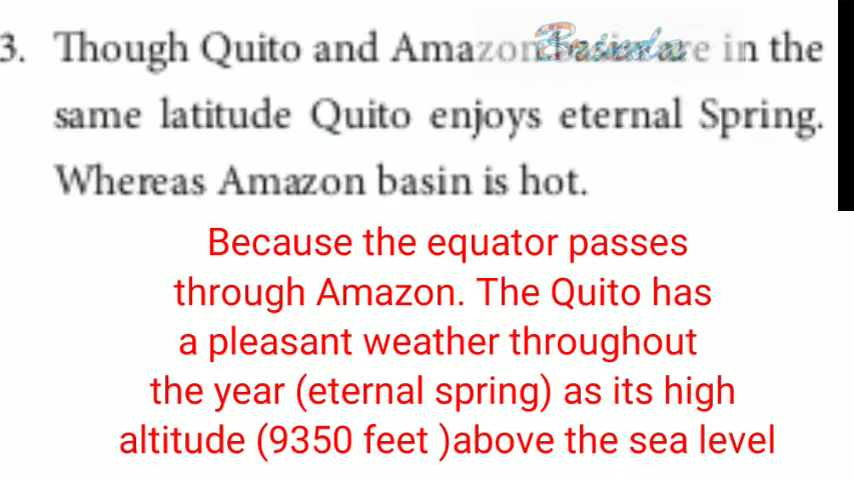 3. Though Quito and Amazon Basin are in the
same latitude Quito enjoys eternal Spring.
Whereas Amazon basin is hot.
Brinda
Because the equator passes
through Amazon. The Quito has
a pleasant weather throughout
the year (eternal spring) as its high
altitude (9350 feet )above the sea level